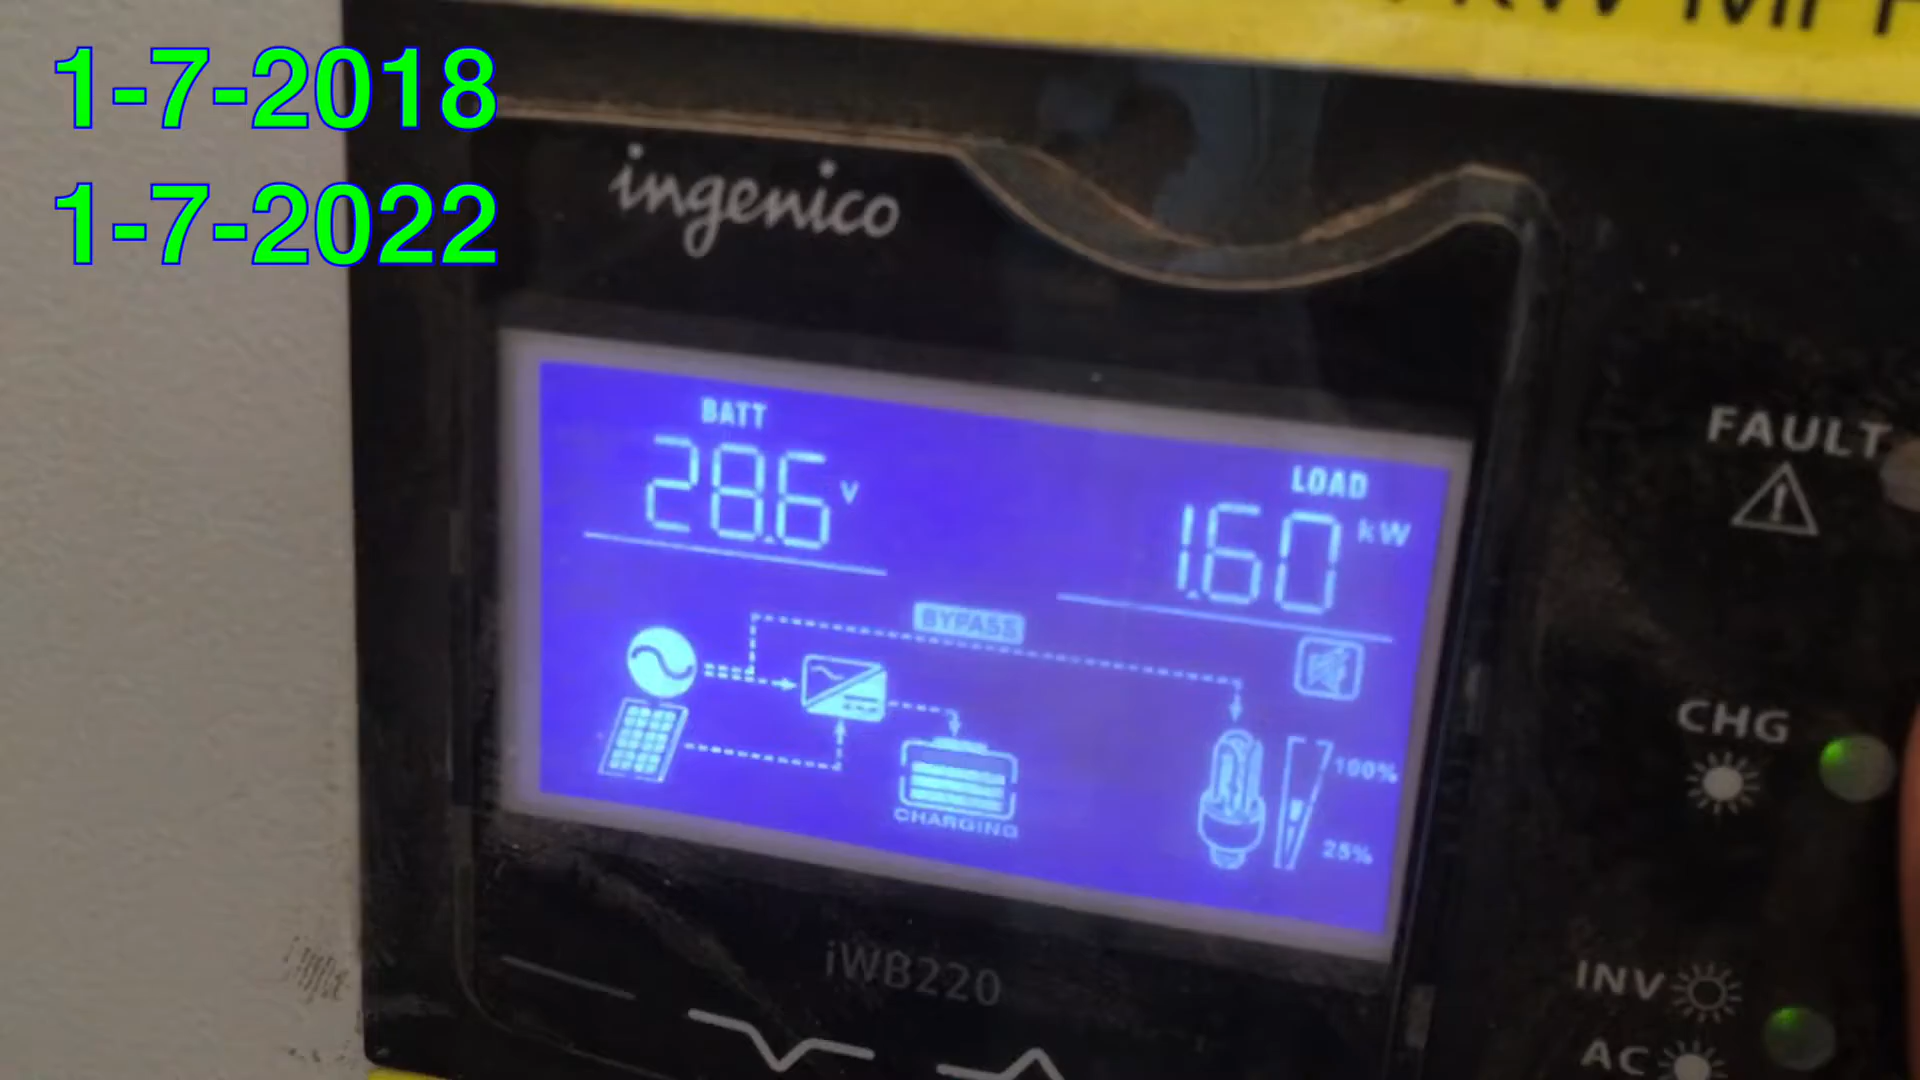 1-7-2018
1-7-2022
ingenico
BATT
28.6 v
LOAD
1.60 kW
BYPASS
CHARGING
100%
25%
iWB220
FAULT
CHG
INV
AC